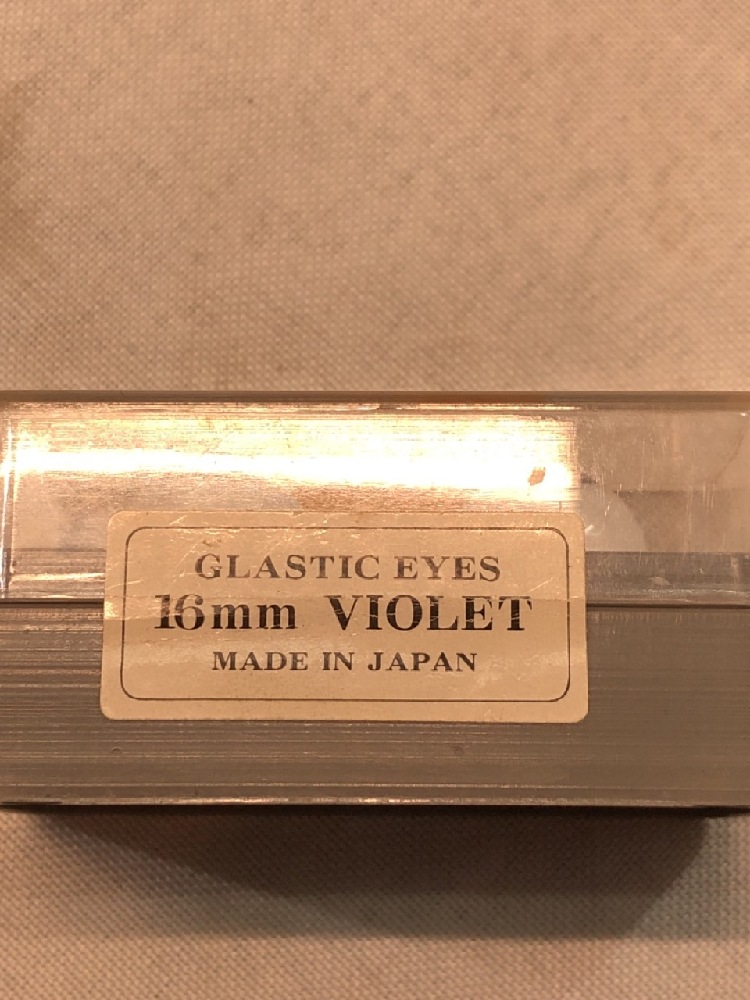 GLASTIC EYES
16mm VIOLET
MADE IN JAPAN